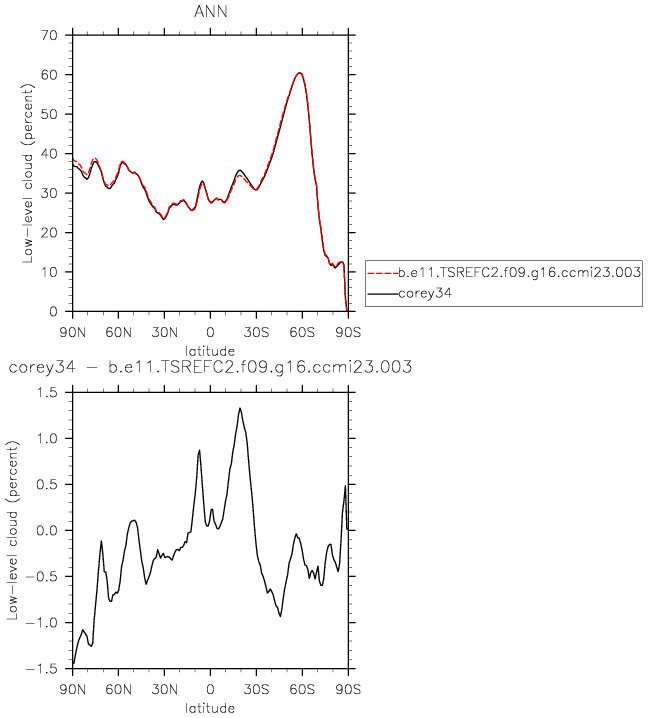 ANN
Low-level cloud (percent)
70
60
50
40
30
20
10
0
90N 60N 30N 0 30S 60S 90S
latitude
b.e11.TSREFC2.f09.g16.ccmi23.003
corey34
corey34 - b.e11.TSREFC2.f09.g16.ccmi23.003
Low-level cloud (percent)
1.5
1.0
0.5
0.0
-0.5
-1.0
-1.5
90N 60N 30N 0 30S 60S 90S
latitude